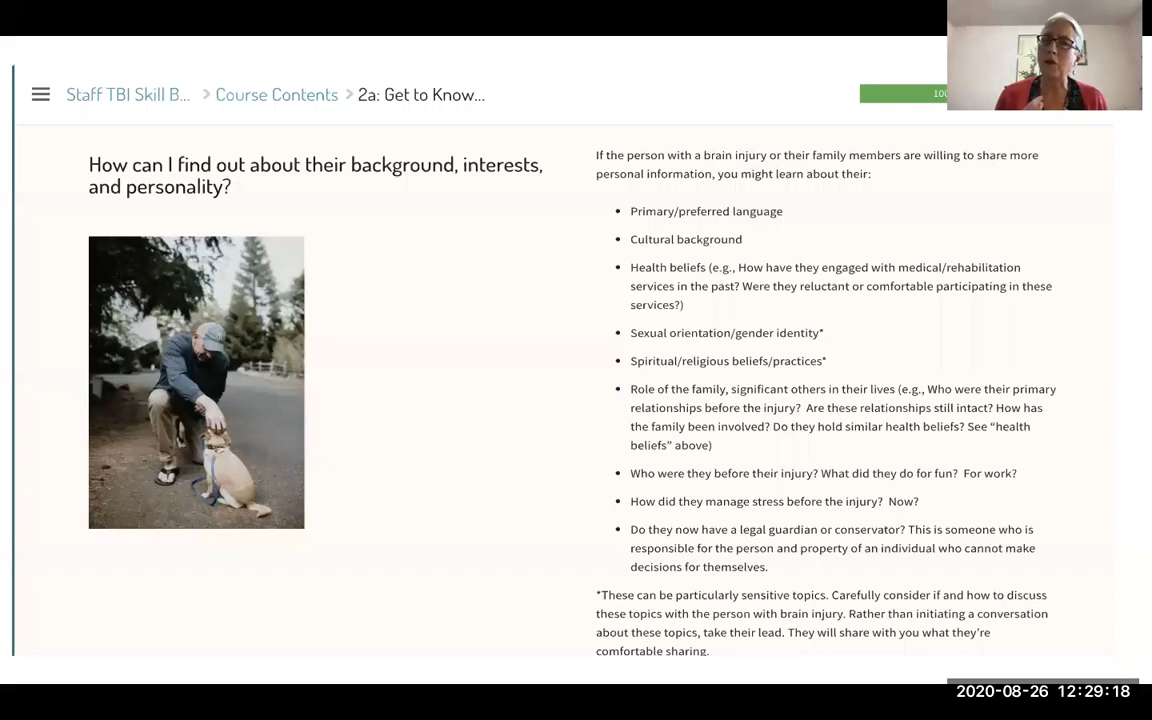 Staff TBI Skill B... > Course Contents > 2a: Get to Know...
100
How can I find out about their background, interests,
and personality?
If the person with a brain injury or their family members are willing to share more
personal information, you might learn about their:
• Primary/preferred language
• Cultural background
• Health beliefs (e.g., How have they engaged with medical/rehabilitation
services in the past? Were they reluctant or comfortable participating in these
services?)
• Sexual orientation/gender identity*
• Spiritual/religious beliefs/practices*
• Role of the family, significant others in their lives (e.g., Who were their primary
relationships before the injury? Are these relationships still intact? How has
the family been involved? Do they hold similar health beliefs? See “health
beliefs” above)
• Who were they before their injury? What did they do for fun? For work?
• How did they manage stress before the injury? Now?
• Do they now have a legal guardian or conservator? This is someone who is
responsible for the person and property of an individual who cannot make
decisions for themselves.
*These can be particularly sensitive topics. Carefully consider if and how to discuss
these topics with the person with brain injury. Rather than initiating a conversation
about these topics, take their lead. They will share with you what they’re
comfortable sharing.
2020-08-26 12:29:18